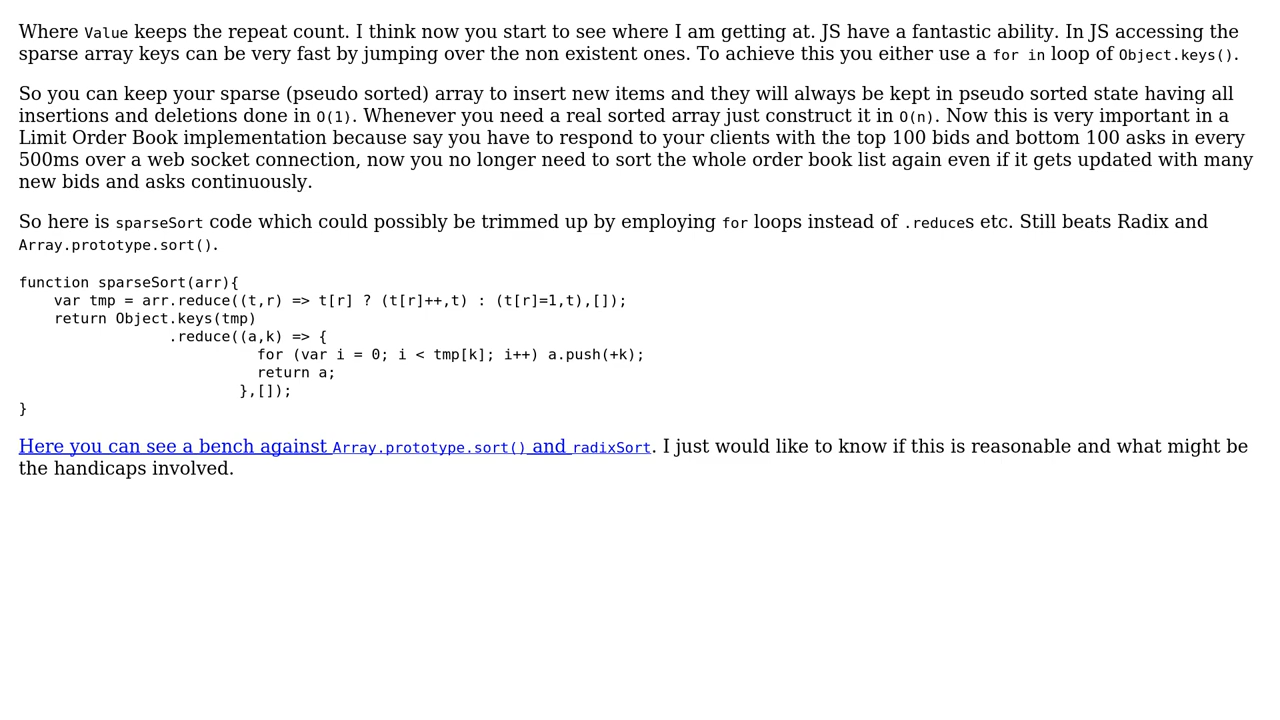 Where Value keeps the repeat count. I think now you start to see where I am getting at. JS have a fantastic ability. In JS accessing the
sparse array keys can be very fast by jumping over the non existent ones. To achieve this you either use a for in loop of Object.keys().
So you can keep your sparse (pseudo sorted) array to insert new items and they will always be kept in pseudo sorted state having all
insertions and deletions done in O(1). Whenever you need a real sorted array just construct it in O(n). Now this is very important in a
Limit Order Book implementation because say you have to respond to your clients with the top 100 bids and bottom 100 asks in every
500ms over a web socket connection, now you no longer need to sort the whole order book list again even if it gets updated with many
new bids and asks continuously.
So here is sparseSort code which could possibly be trimmed up by employing for loops instead of .reduces etc. Still beats Radix and
Array.prototype.sort().
function sparseSort(arr){
    var tmp = arr.reduce((t,r) => t[r] ? (t[r]++,t) : (t[r]=1,t),[]);
    return Object.keys(tmp)
                 .reduce((a,k) => {
                           for (var i = 0; i < tmp[k]; i++) a.push(+k);
                           return a;
                         },[]);
}
Here you can see a bench against Array.prototype.sort() and radixSort. I just would like to know if this is reasonable and what might be
the handicaps involved.